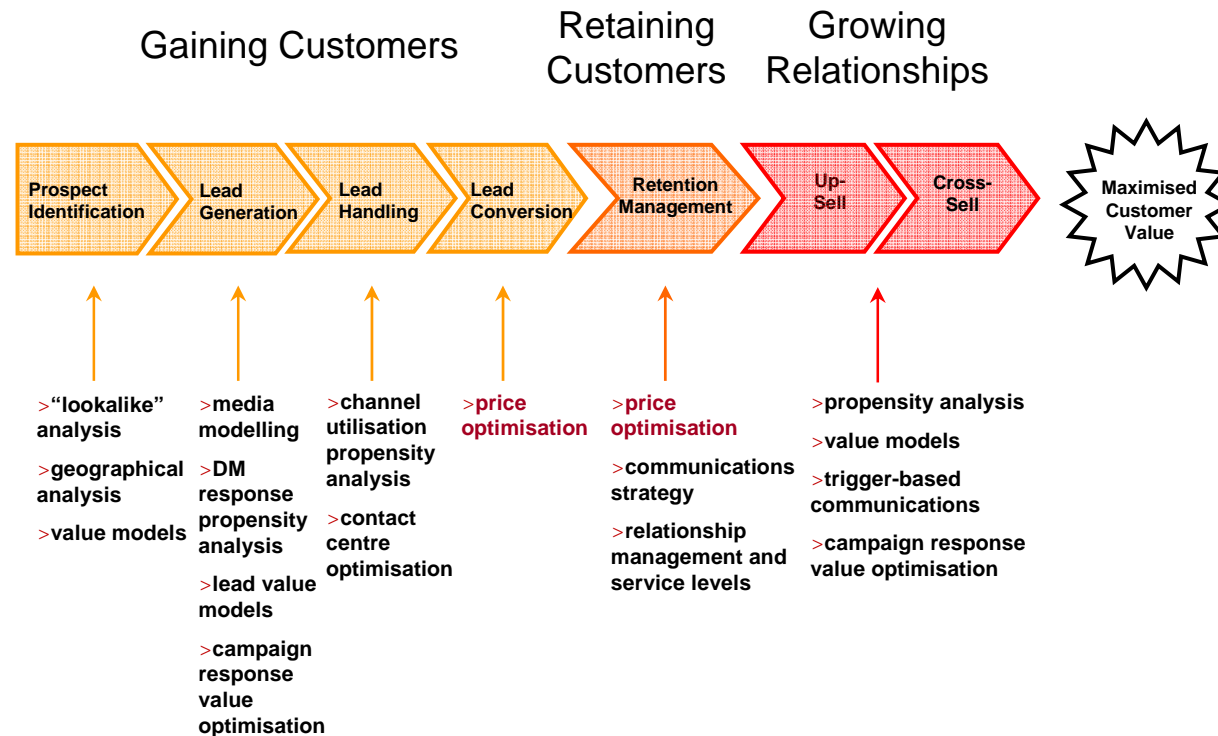 Gaining Customers
Retaining
Customers
Growing
Relationships
Prospect
Identification
Lead
Generation
Lead
Handling
Lead
Conversion
Retention
Management
Up-
Sell
Cross-
Sell
Maximised
Customer
Value
>“lookalike”
analysis
>geographical
analysis
>value models
>media
modelling
>DM
response
propensity
analysis
>lead value
models
>campaign
response
value
optimisation
>channel
utilisation
propensity
analysis
>contact
centre
optimisation
>price
optimisation
>price
optimisation
>communications
strategy
>relationship
management and
service levels
>propensity analysis
>value models
>trigger-based
communications
>campaign response
value optimisation